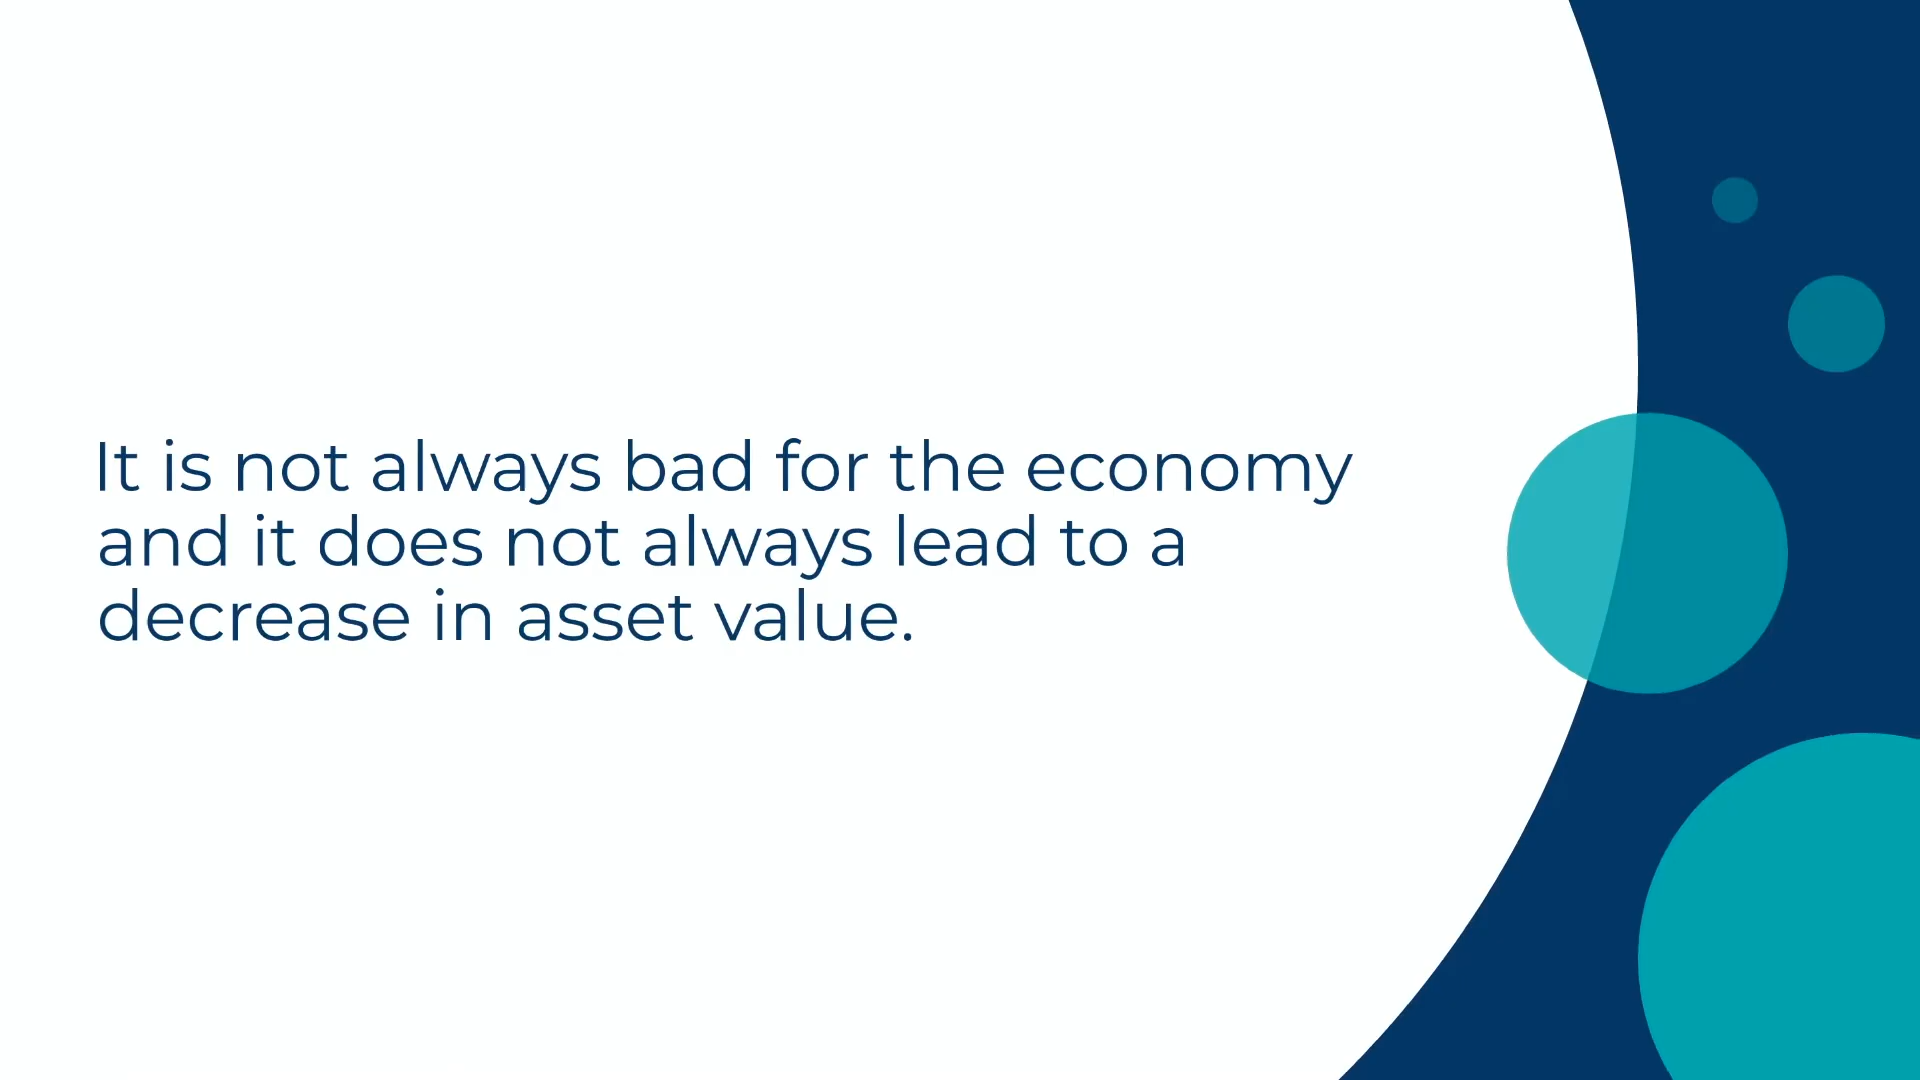 It is not always bad for the economy
and it does not always lead to a
decrease in asset value.